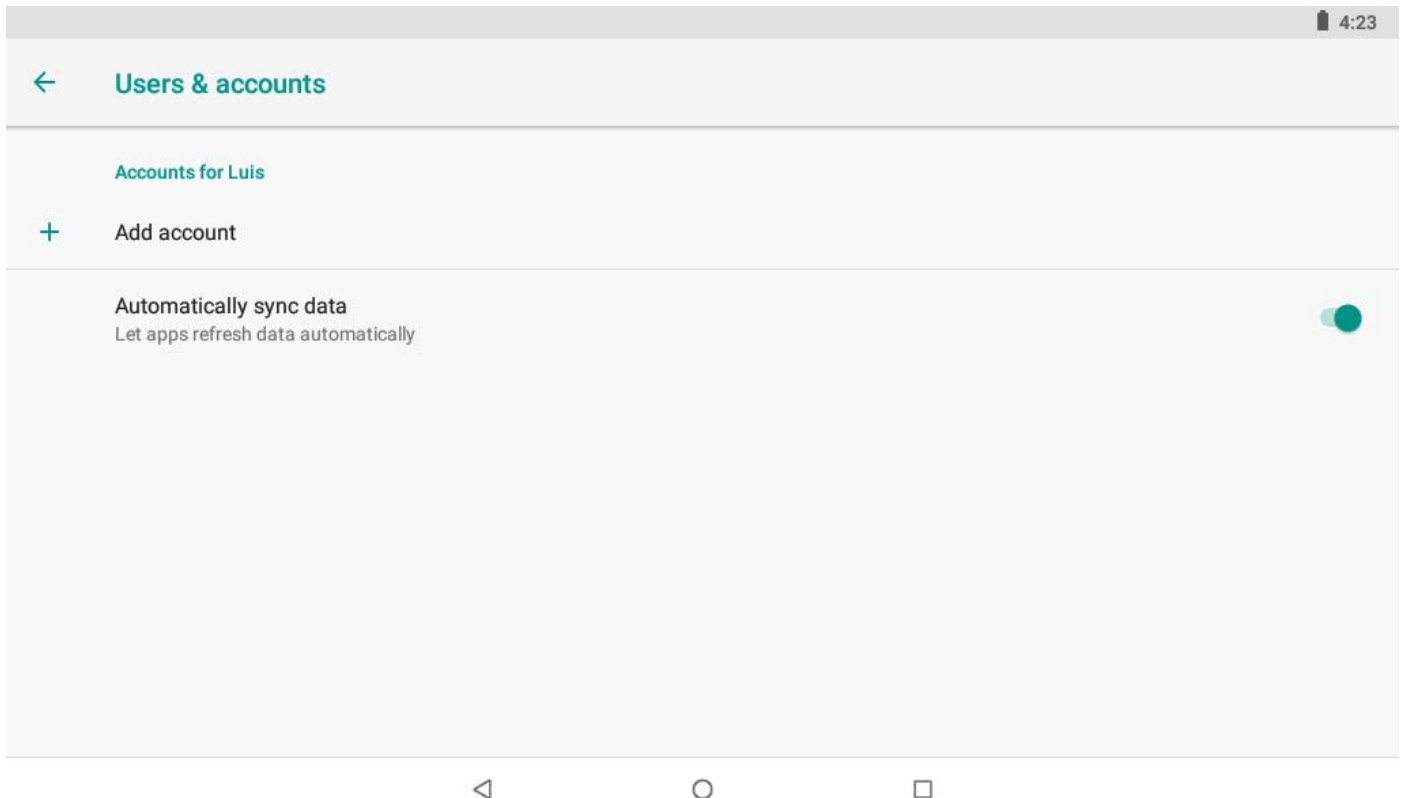 4:23
Users & accounts
Accounts for Luis
Add account
Automatically sync data
Let apps refresh data automatically